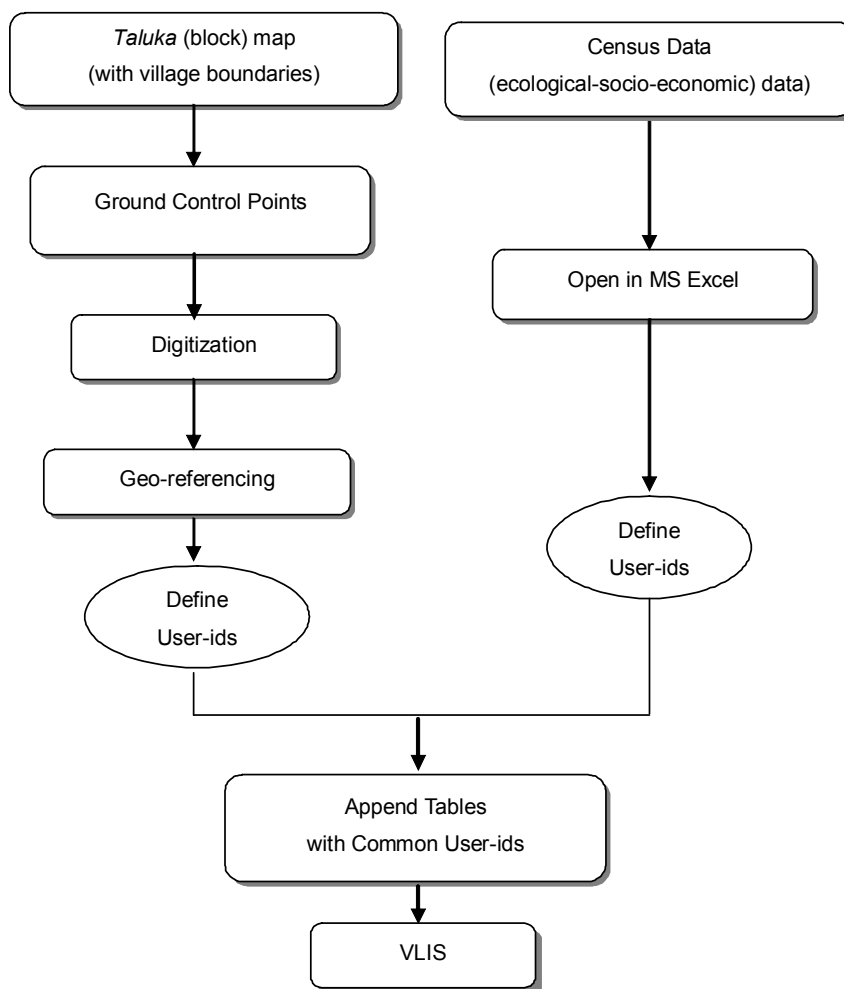 Taluka (block) map
(with village boundaries)
Ground Control Points
Digitization
Geo-referencing
Define
User-ids
Census Data
(ecological-socio-economic) data)
Open in MS Excel
Define
User-ids
Append Tables
with Common User-ids
VLIS